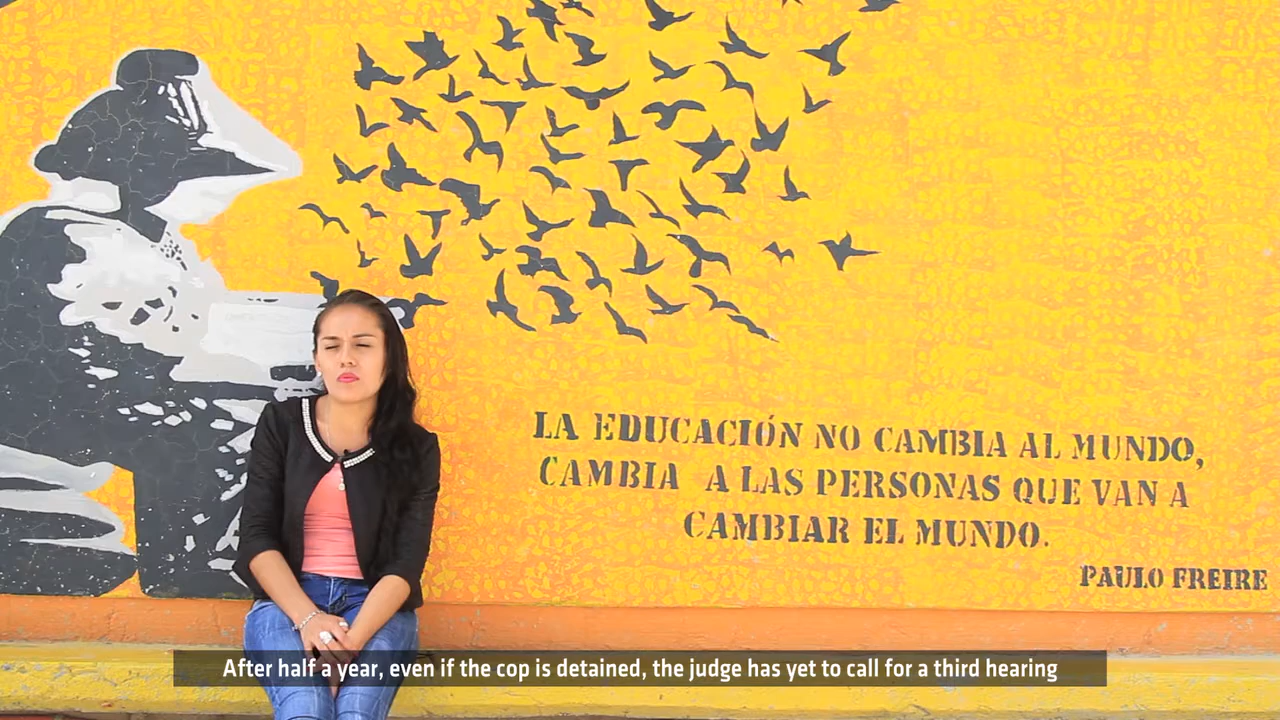 LA EDUCACIÓN NO CAMBIA AL MUNDO,
CAMBIA A LAS PERSONAS QUE VAN A
CAMBIAR EL MUNDO.
PAULO FREIRE
After half a year, even if the cop is detained, the judge has yet to call for a third hearing